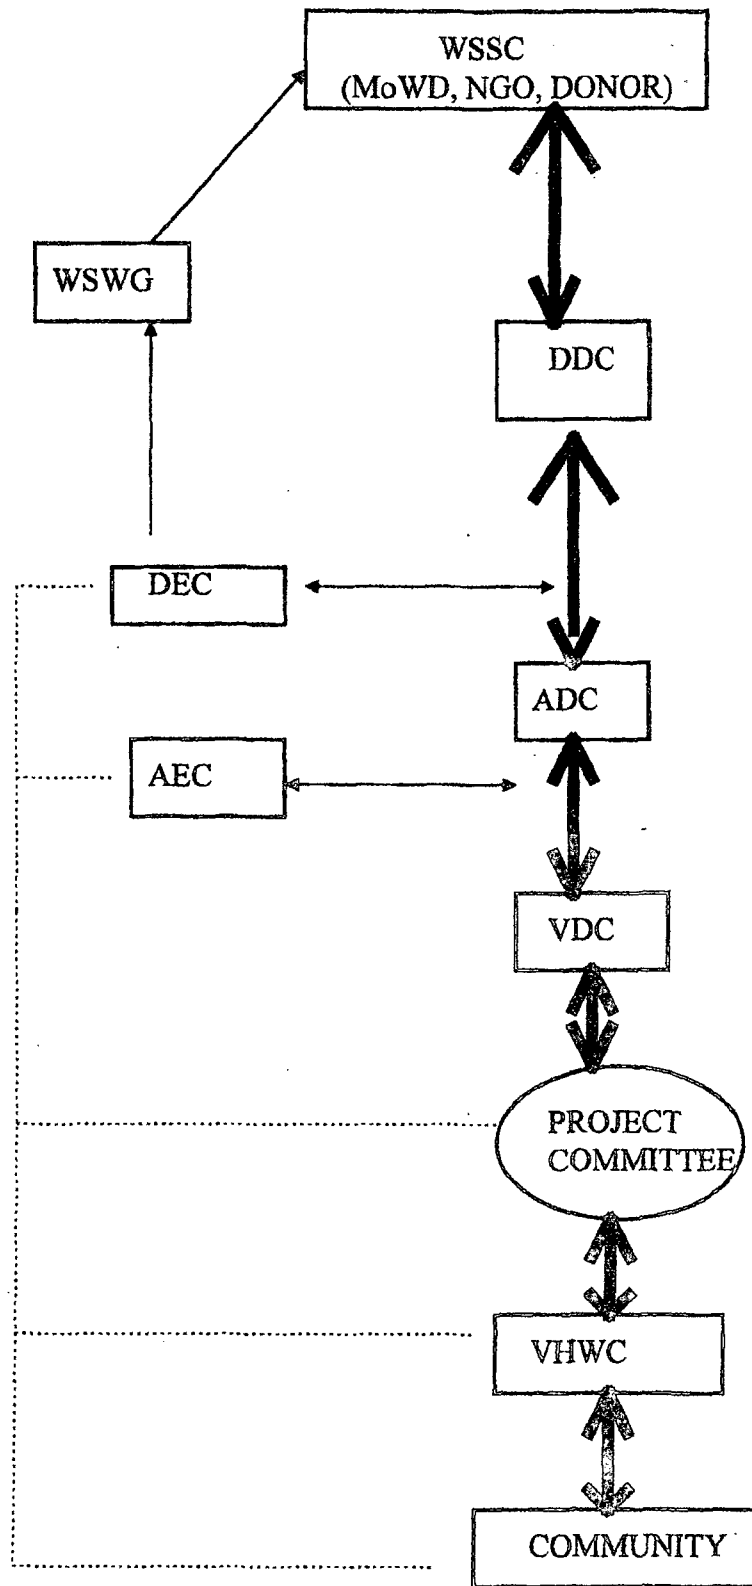 WSSC
(MoWD, NGO, DONOR)
WSWG
DDC
DEC
ADC
AEC
VDC
PROJECT
COMMITTEE
VHWC
COMMUNITY